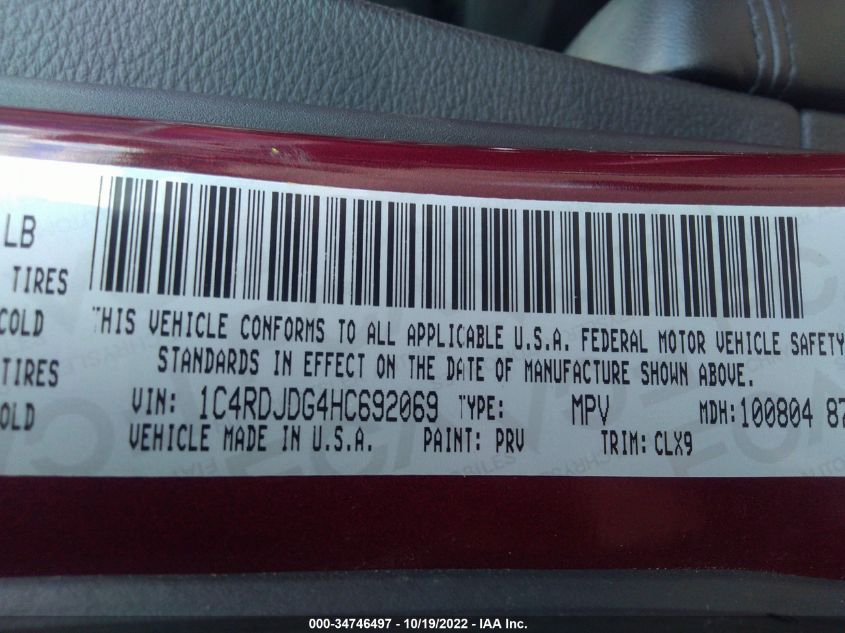 LB
TIRES
COLD
THIS VEHICLE CONFORMS TO ALL APPLICABLE U.S.A. FEDERAL MOTOR VEHICLE SAFETY
TIRES
STANDARDS IN EFFECT ON THE DATE OF MANUFACTURE SHOWN ABOVE.
COLD
VIN: 1C4RDJDG4HC692069 TYPE: MPV MDH:100804 87
VEHICLE MADE IN U.S.A. PAINT: PRV TRIM: CLX9
000-34746497 - 10/19/2022 - IAA Inc.